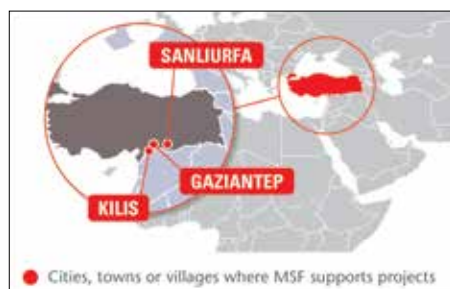 SANLIURFA
GAZIANTEP
KILIS
Cities, towns or villages where MSF supports projects